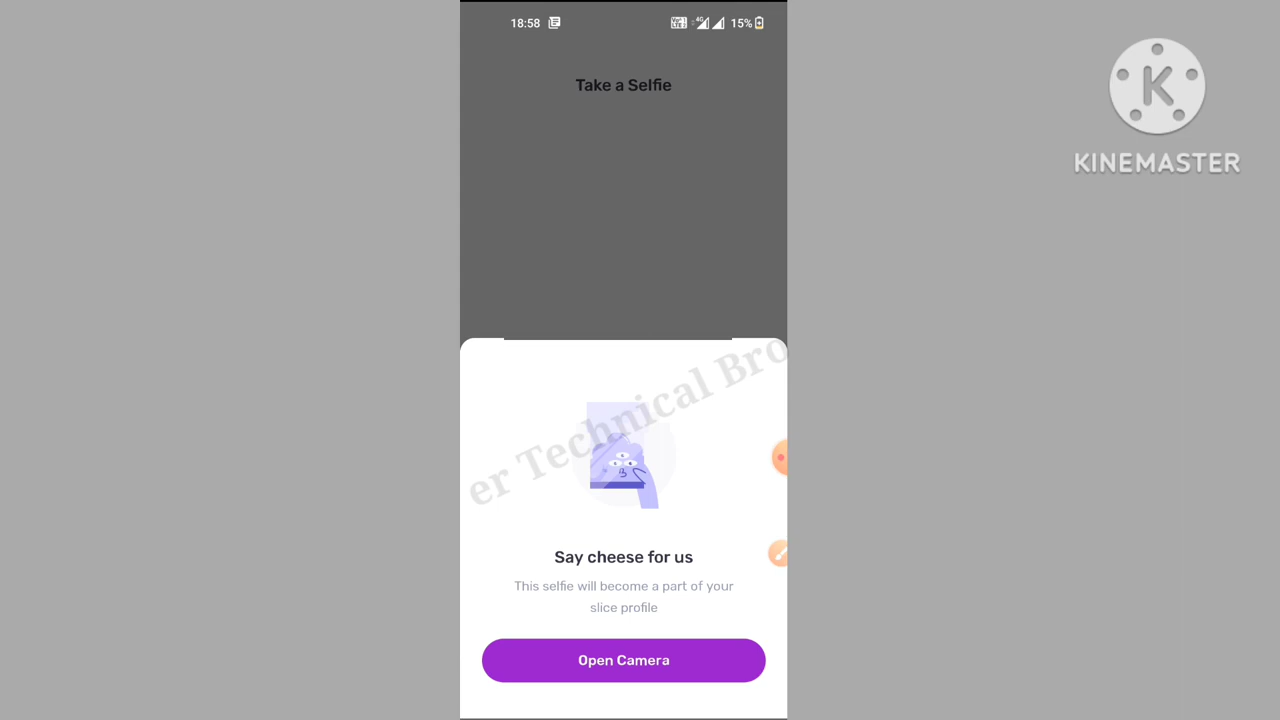 18:58
4G
15%
Take a Selfie
K
KINEMASTER
er Technical Bro
Say cheese for us
This selfie will become a part of your
slice profile
Open Camera